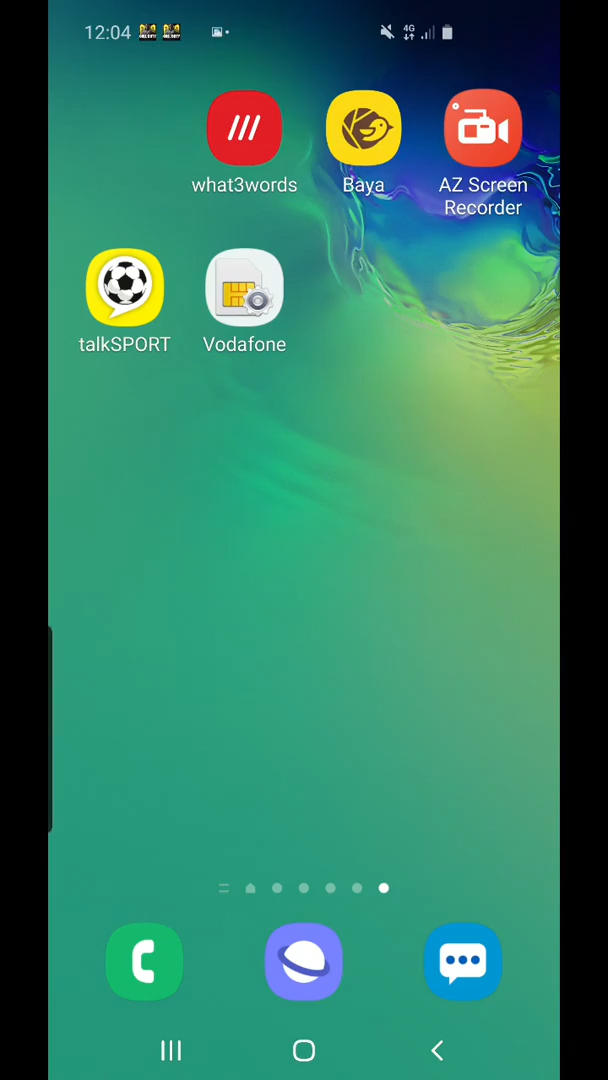 12:04
4G
what3words
Baya
AZ Screen
Recorder
talkSPORT
Vodafone